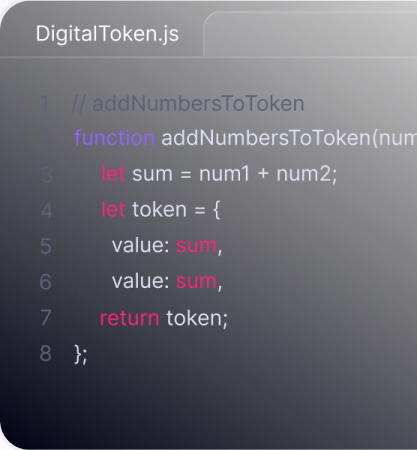 DigitalToken.js
1 // addNumbersToToken
2 function addNumbersToToken(num
3 let sum = num1 + num2;
4 let token = {
5 value: sum,
6 value: sum,
7 return token;
8 };